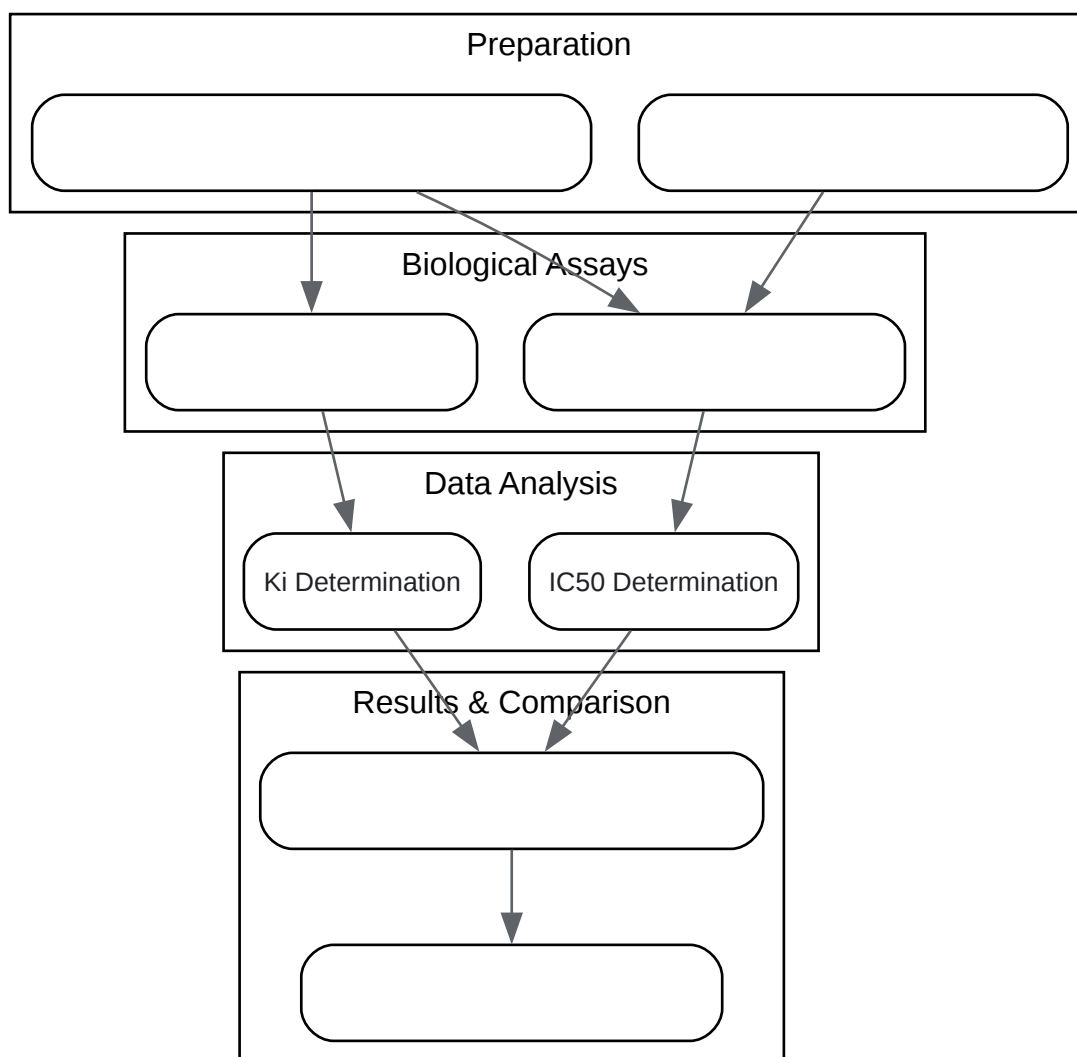 Preparation
Biological Assays
Data Analysis
Ki Determination
IC50 Determination
Results & Comparison